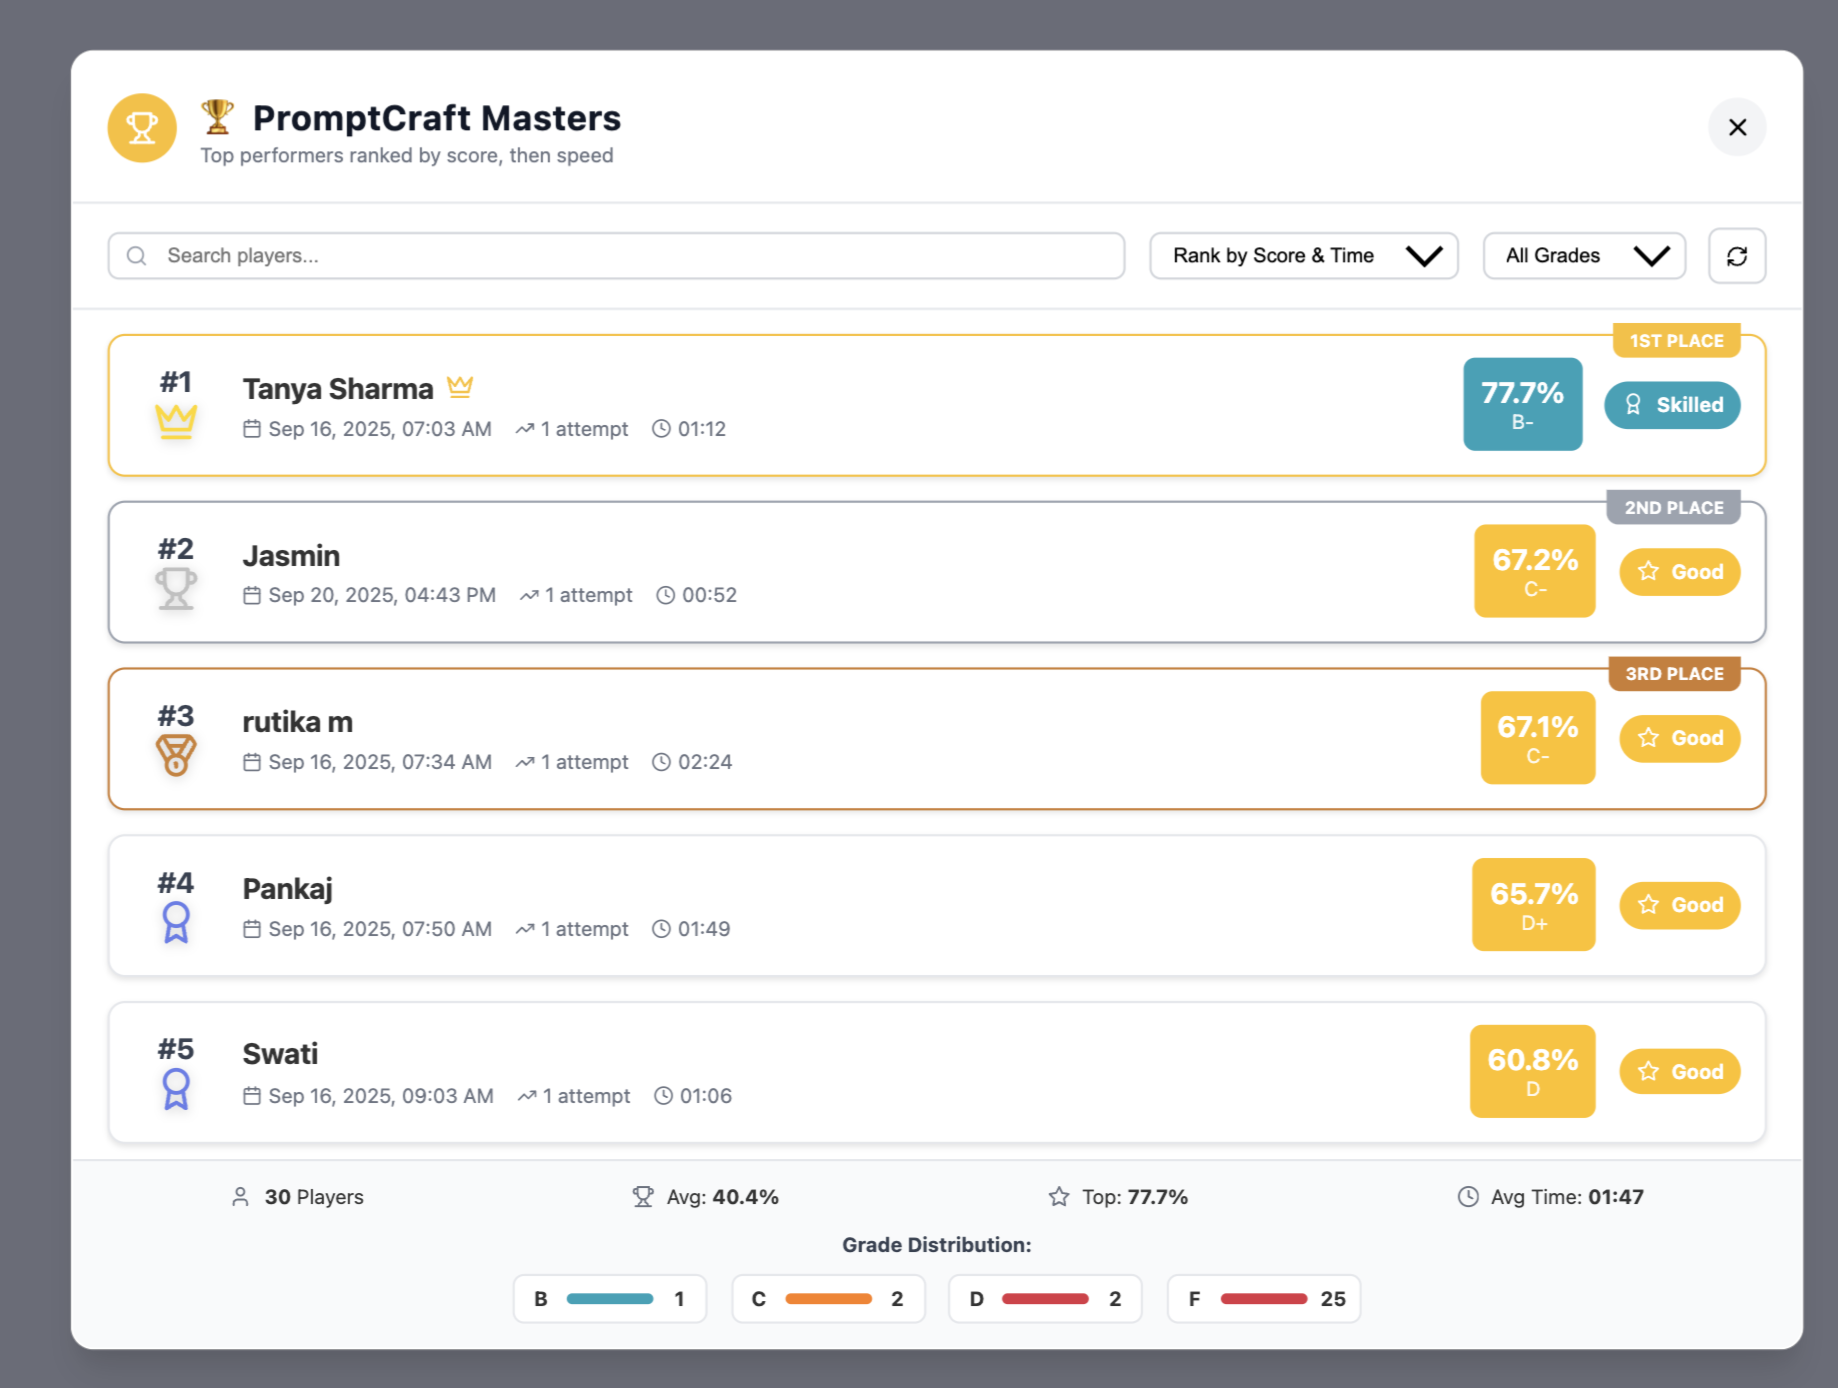 🏆 PromptCraft Masters
Top performers ranked by score, then speed
Search players...
Rank by Score & Time
All Grades
1ST PLACE
#1
Tanya Sharma
Sep 16, 2025, 07:03 AM 1 attempt 01:12
77.7%
B-
Skilled
2ND PLACE
#2
Jasmin
Sep 20, 2025, 04:43 PM 1 attempt 00:52
67.2%
C-
Good
3RD PLACE
#3
rutika m
Sep 16, 2025, 07:34 AM 1 attempt 02:24
67.1%
C-
Good
#4
Pankaj
Sep 16, 2025, 07:50 AM 1 attempt 01:49
65.7%
D+
Good
#5
Swati
Sep 16, 2025, 09:03 AM 1 attempt 01:06
60.8%
D
Good
30 Players
Avg: 40.4%
Top: 77.7%
Avg Time: 01:47
Grade Distribution:
B 1
C 2
D 2
F 25